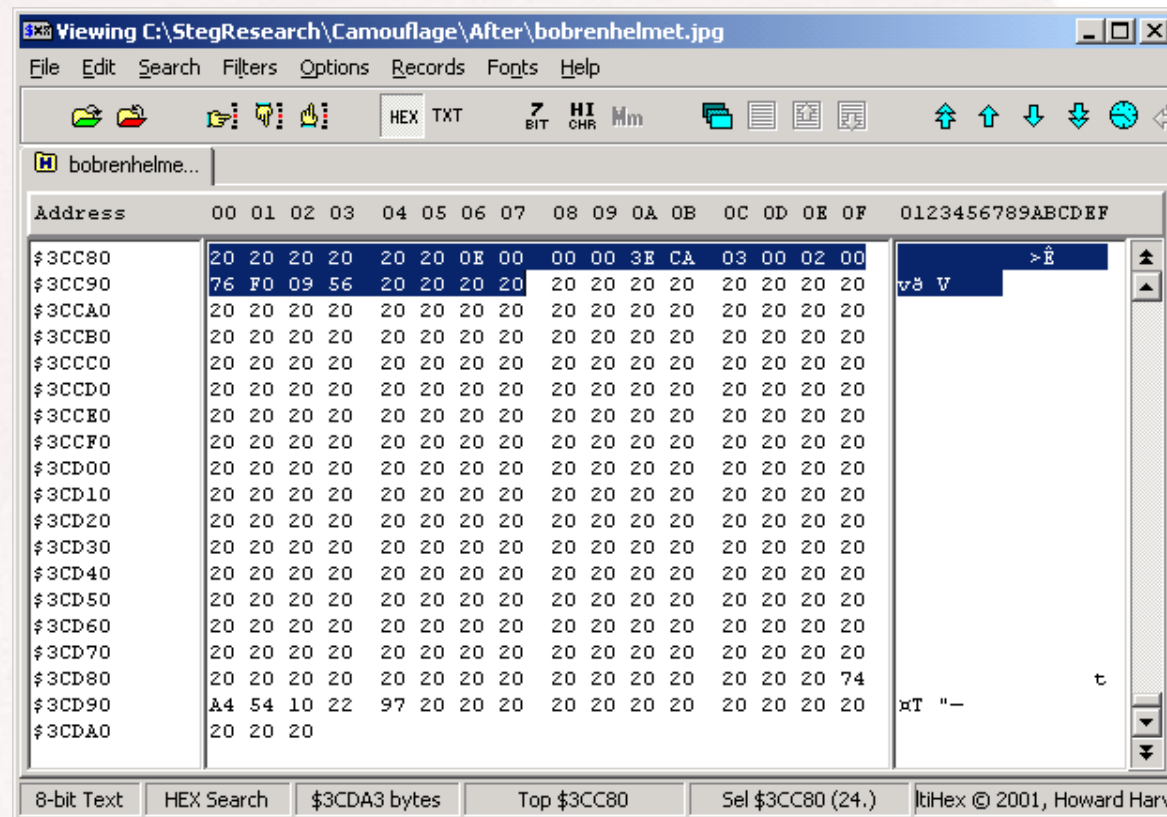 Viewing C:\StegResearch\Camouflage\After\bobrenhelmet.jpg
File Edit Search Filters Options Records Fonts Help
HEX TXT 7 BIT HI CHR Mm
bobrenhelme...
Address 00 01 02 03 04 05 06 07 08 09 0A 0B 0C 0D 0E 0F 0123456789ABCDEF
$3CC80 20 20 20 20 20 20 0E 00 00 00 3E CA 03 00 02 00 >Ê
$3CC90 76 F0 09 56 20 20 20 20 20 20 20 20 20 20 20 20 vð V
$3CCA0 20 20 20 20 20 20 20 20 20 20 20 20 20 20 20 20
$3CCB0 20 20 20 20 20 20 20 20 20 20 20 20 20 20 20 20
$3CCC0 20 20 20 20 20 20 20 20 20 20 20 20 20 20 20 20
$3CCD0 20 20 20 20 20 20 20 20 20 20 20 20 20 20 20 20
$3CCE0 20 20 20 20 20 20 20 20 20 20 20 20 20 20 20 20
$3CCF0 20 20 20 20 20 20 20 20 20 20 20 20 20 20 20 20
$3CD00 20 20 20 20 20 20 20 20 20 20 20 20 20 20 20 20
$3CD10 20 20 20 20 20 20 20 20 20 20 20 20 20 20 20 20
$3CD20 20 20 20 20 20 20 20 20 20 20 20 20 20 20 20 20
$3CD30 20 20 20 20 20 20 20 20 20 20 20 20 20 20 20 20
$3CD40 20 20 20 20 20 20 20 20 20 20 20 20 20 20 20 20
$3CD50 20 20 20 20 20 20 20 20 20 20 20 20 20 20 20 20
$3CD60 20 20 20 20 20 20 20 20 20 20 20 20 20 20 20 20
$3CD70 20 20 20 20 20 20 20 20 20 20 20 20 20 20 20 20
$3CD80 20 20 20 20 20 20 20 20 20 20 20 20 20 20 20 74 t
$3CD90 A4 54 10 22 97 20 20 20 20 20 20 20 20 20 20 20 ¤T "—
$3CDA0 20 20 20
8-bit Text HEX Search $3CDA3 bytes Top $3CC80 Sel $3CC80 (24.) ltiHex © 2001, Howard Harv